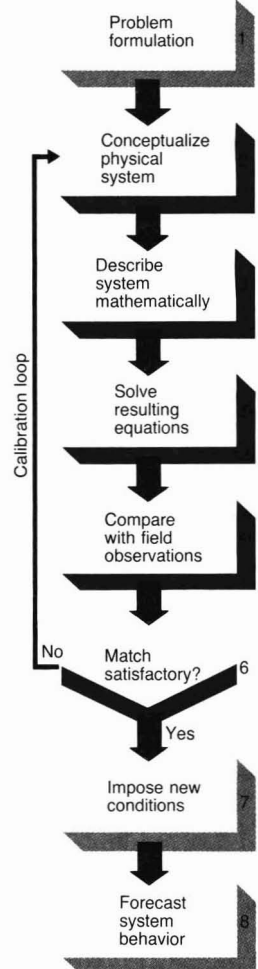 Problem
formulation
1
Conceptualize
physical
system
Describe
system
mathematically
Solve
resulting
equations
Compare
with field
observations
Calibration loop
Match
satisfactory?
6
No
Yes
Impose new
conditions
7
Forecast
system
behavior
8